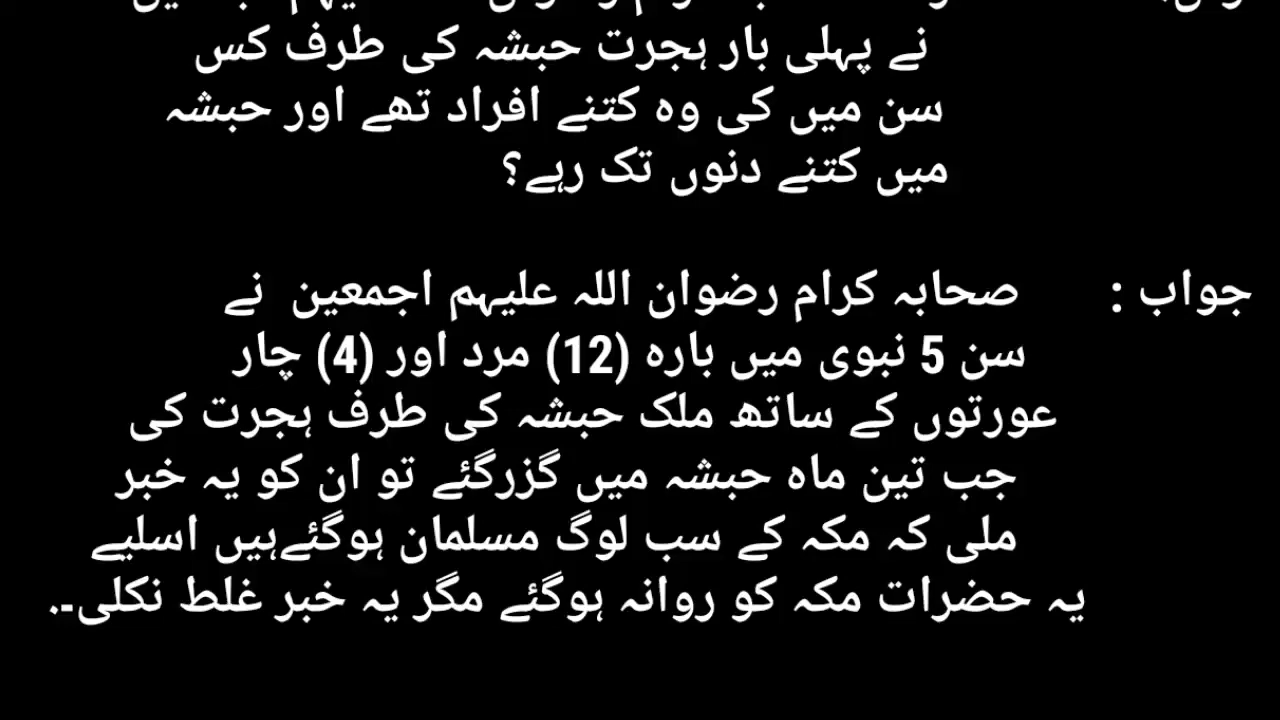 نے پہلی بار ہجرت حبشہ کی طرف کس
سن میں کی وہ کتنے افراد تھے اور حبشہ
میں کتنے دنوں تک رہے؟
جواب : صحابہ کرام رضوان اللہ علیہم اجمعین نے
سن 5 نبوی میں بارہ (12) مرد اور (4) چار
عورتوں کے ساتھ ملک حبشہ کی طرف ہجرت کی
جب تین ماہ حبشہ میں گزرگئے تو ان کو یہ خبر
ملی کہ مکہ کے سب لوگ مسلمان ہوگئےہیں اسلیے
یہ حضرات مکہ کو روانہ ہوگئے مگر یہ خبر غلط نکلی۔.